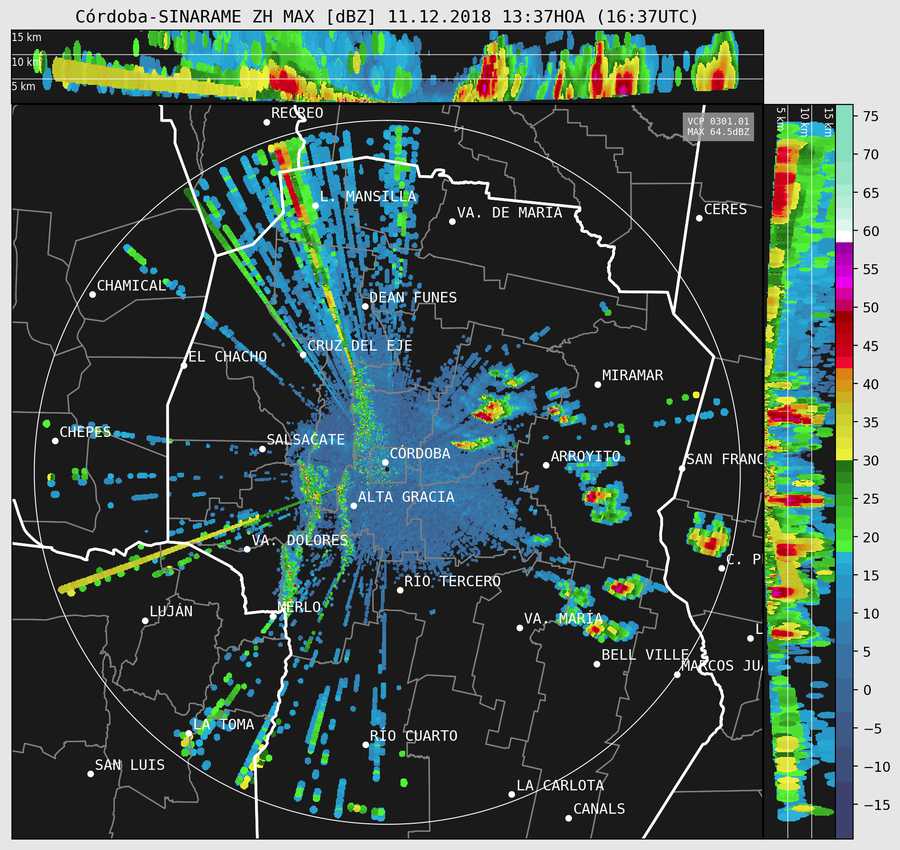 Córdoba-SINARAME ZH MAX [dBZ] 11.12.2018 13:37HOA (16:37UTC)
15 km
10 km
5 km
5 km
10 km
15 km
VCP 0301.01
MAX 64.5dBZ
RECREO
L. MANSILLA
VA. DE MARIA
CERES
CHAMICAL
DEAN FUNES
CRUZ DEL EJE
EL CHACHO
MIRAMAR
CHEPES
SALSACATE
CÓRDOBA
ARROYITO
SAN FRANC
ALTA GRACIA
VA. DOLORES
C. P
RÍO TERCERO
LUJÁN
MERLO
VA. MARÍA
L
BELL VILLE
MARCOS JUA
LA TOMA
RÍO CUARTO
SAN LUIS
LA CARLOTA
CANALS
75
70
65
60
55
50
45
40
35
30
25
20
15
10
5
0
−5
−10
−15